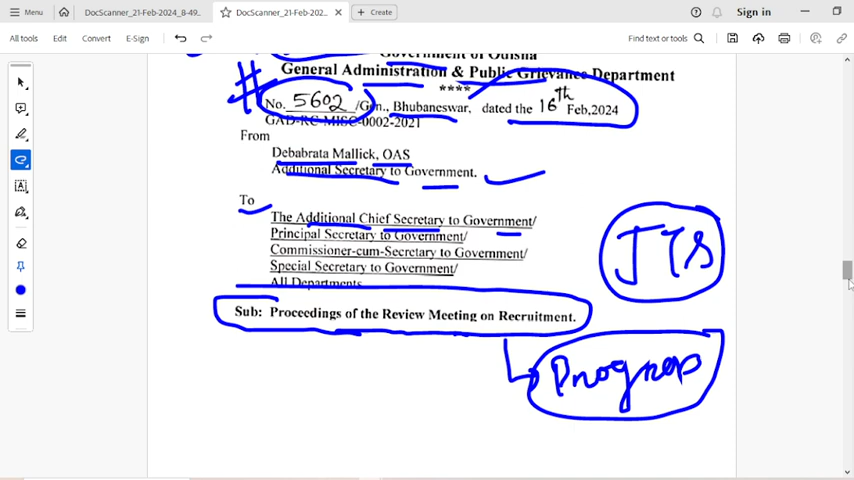 Menu
DocScanner_21-Feb-2024_8-49..
DocScanner_21-Feb-202...
Create
Sign in
All tools
Edit
Convert
E-Sign
Find text or tools
Government of Odisha
General Administration & Public Grievance Department
****
No. 5602 /Gen., Bhubaneswar, dated the 16th Feb,2024
GAD-RC-MISC-0002-2021
From
Debabrata Mallick, OAS
Additional Secretary to Government.
To
The Additional Chief Secretary to Government/
Principal Secretary to Government/
Commissioner-cum-Secretary to Government/
Special Secretary to Government/
All Departments
Sub: Proceedings of the Review Meeting on Recruitment.